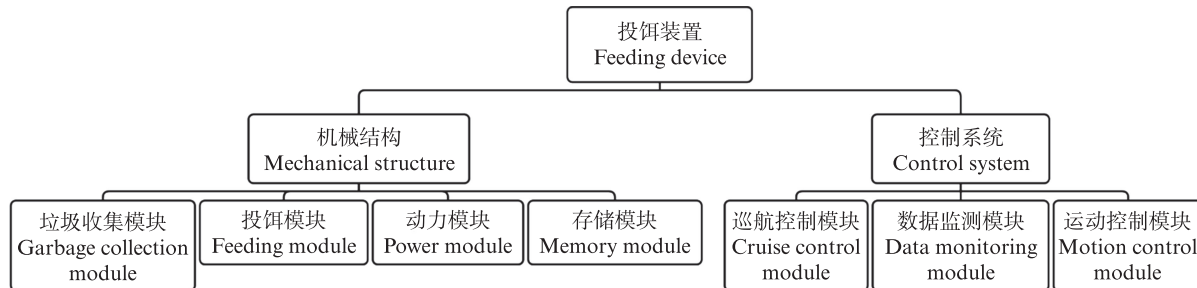 投饵装置
Feeding device
机械结构
Mechanical structure
控制系统
Control system
垃圾收集模块
Garbage collection
module
投饵模块
Feeding module
动力模块
Power module
存储模块
Memory module
巡航控制模块
Cruise control
module
数据监测模块
Data monitoring
module
运动控制模块
Motion control
module